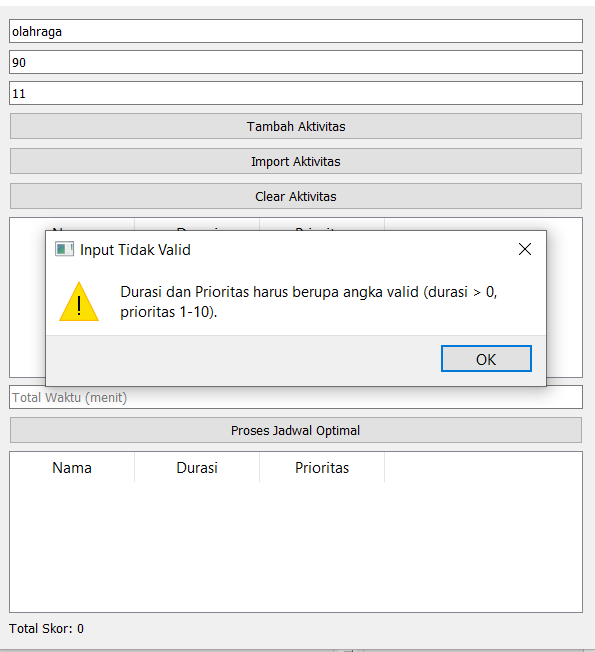 olahraga
90
11
Tambah Aktivitas
Import Aktivitas
Clear Aktivitas
Input Tidak Valid
Durasi dan Prioritas harus berupa angka valid (durasi > 0,
prioritas 1-10).
OK
Total Waktu (menit)
Proses Jadwal Optimal
Nama Durasi Prioritas
Total Skor: 0